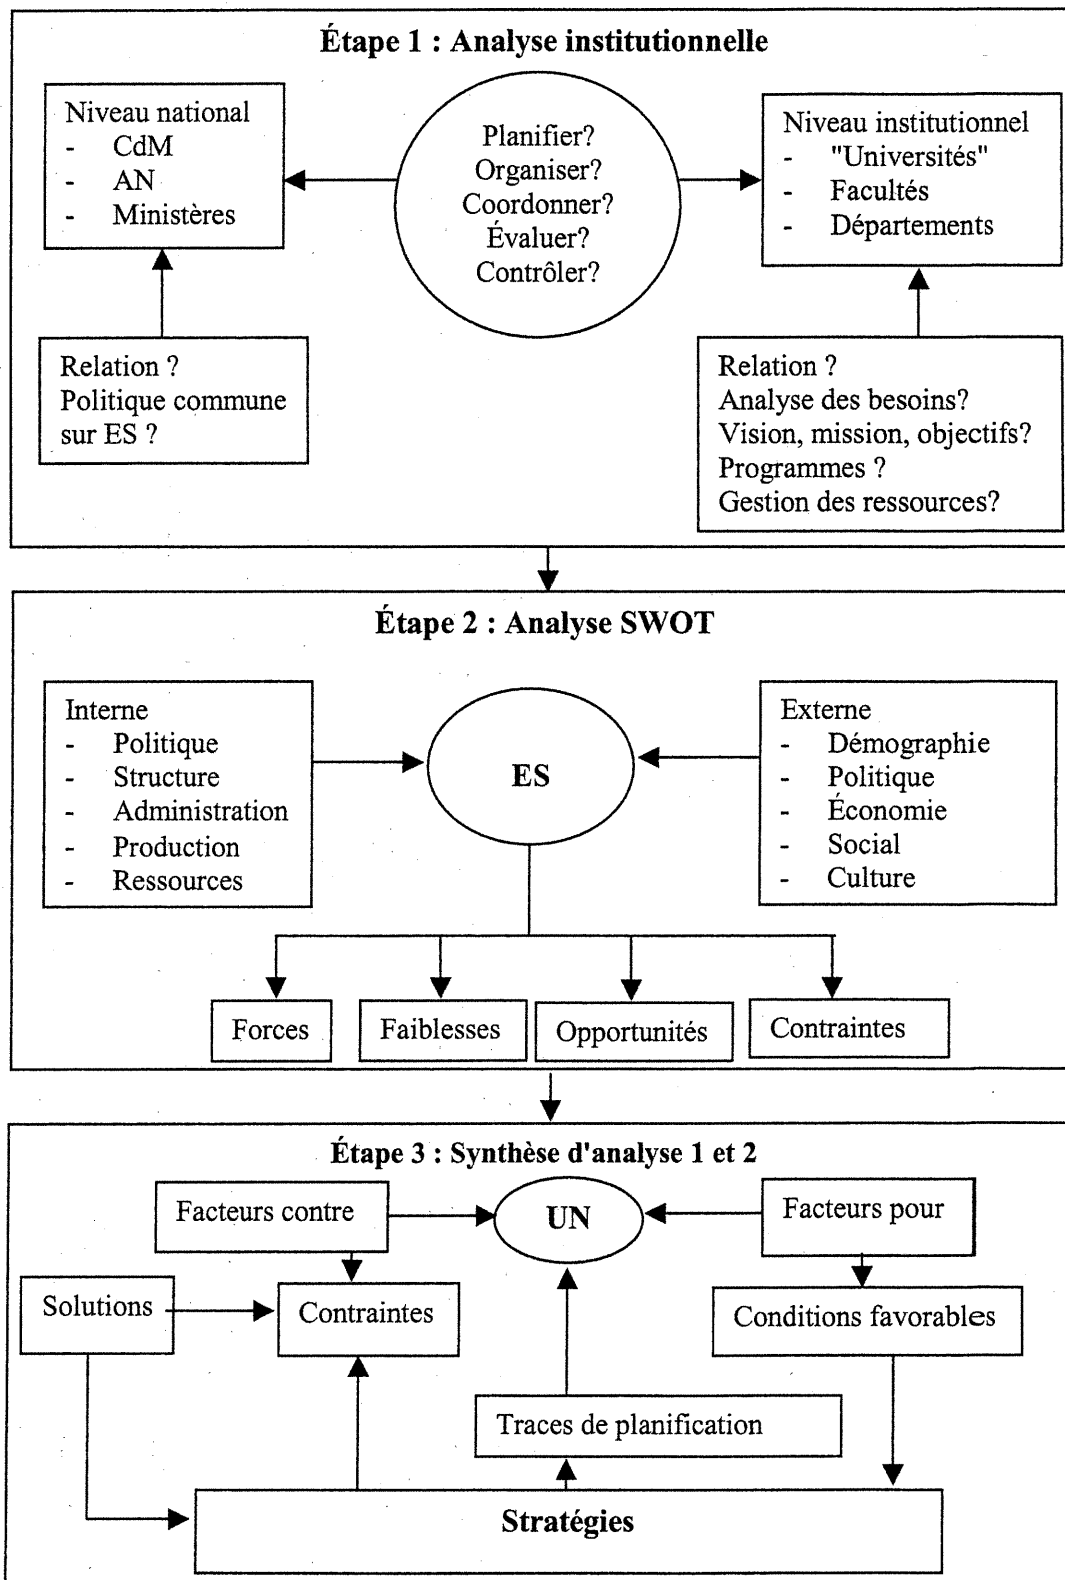 Étape 1 : Analyse institutionnelle
Niveau national
- CdM
- AN
- Ministères
Planifier?
Organiser?
Coordonner?
Évaluer?
Contrôler?
Niveau institutionnel
- "Universités"
- Facultés
- Départements
Relation ?
Politique commune
sur ES ?
Relation ?
Analyse des besoins?
Vision, mission, objectifs?
Programmes ?
Gestion des ressources?
Étape 2 : Analyse SWOT
Interne
- Politique
- Structure
- Administration
- Production
- Ressources
ES
Externe
- Démographie
- Politique
- Économie
- Social
- Culture
Forces
Faiblesses
Opportunités
Contraintes
Étape 3 : Synthèse d'analyse 1 et 2
Facteurs contre
UN
Facteurs pour
Solutions
Contraintes
Conditions favorables
Traces de planification
Stratégies